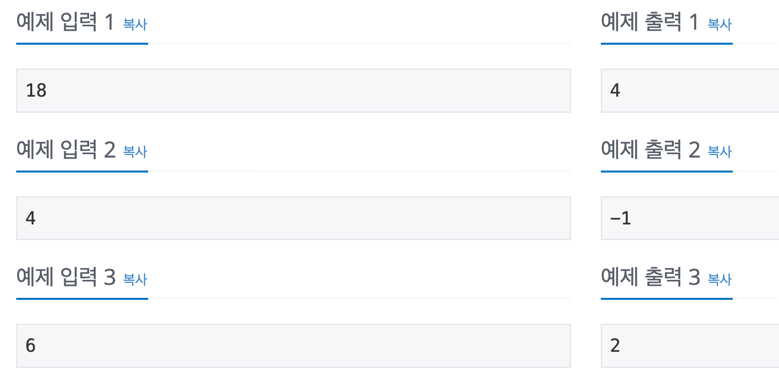 예제 입력 1 복사
예제 출력 1 복사
18
4
예제 입력 2 복사
예제 출력 2 복사
4
-1
예제 입력 3 복사
예제 출력 3 복사
6
2